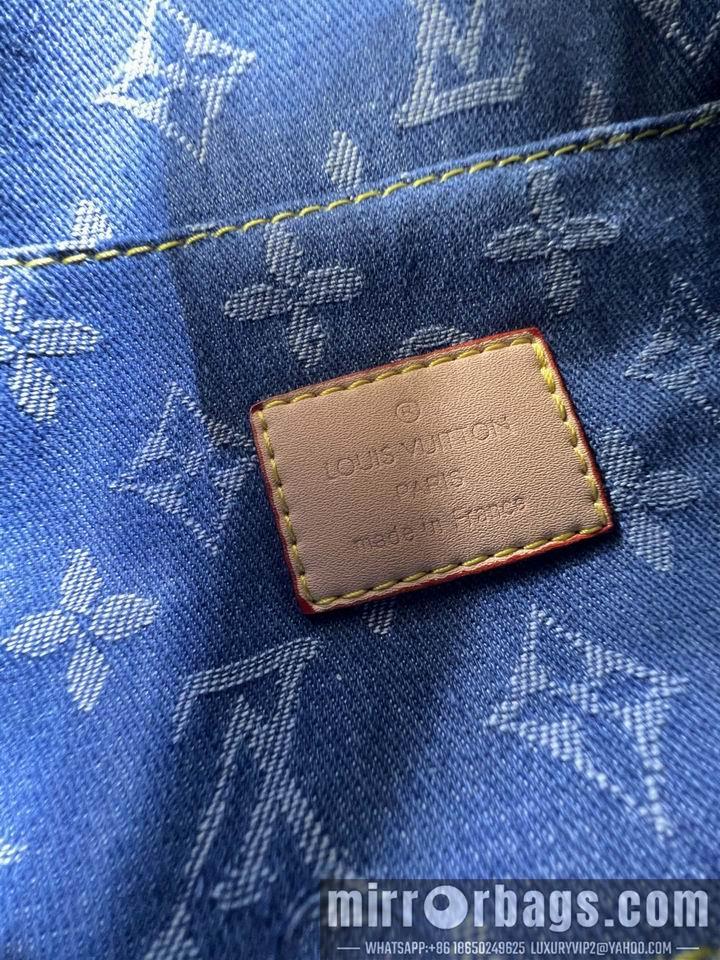 ®
LOUIS VUITTON
PARIS
made in France
mirrorbags.com
WHATSAPP:+86 18650249625 LUXURYVIP2@YAHOO.COM